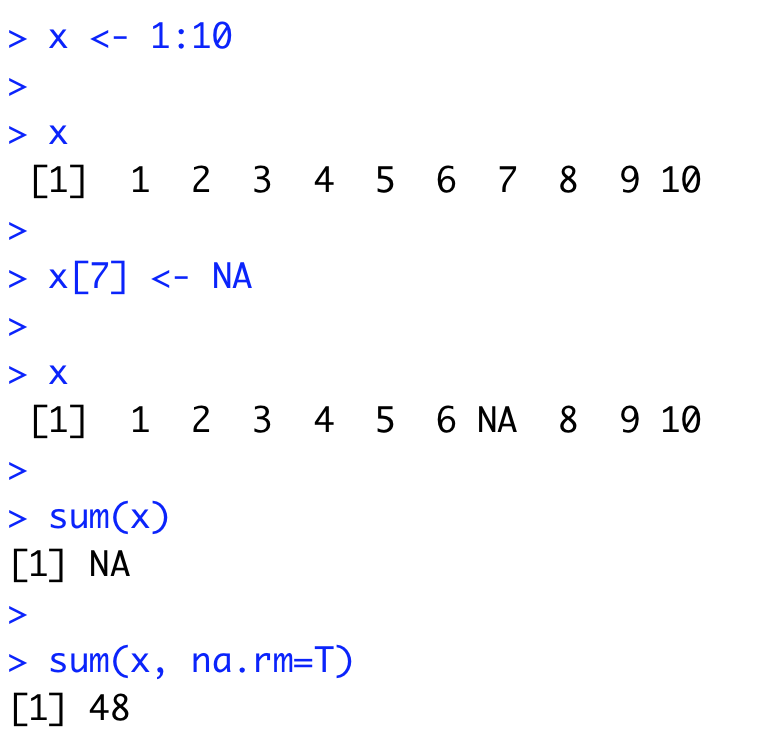 > x <- 1:10
>
> x
 [1]  1  2  3  4  5  6  7  8  9 10
>
> x[7] <- NA
>
> x
 [1]  1  2  3  4  5  6 NA  8  9 10
>
> sum(x)
[1] NA
>
> sum(x, na.rm=T)
[1] 48